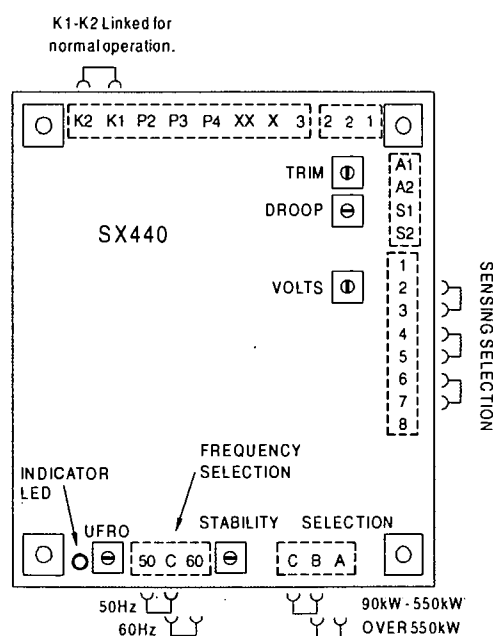 K1-K2 Linked for
normal operation.
K2 K1 P2 P3 P4 XX X 3 2 2 1
TRIM
DROOP
A1
A2
S1
S2
SX440
VOLTS
1
2
3
4
5
6
7
8
SENSING SELECTION
FREQUENCY
SELECTION
INDICATOR
LED
UFRO
STABILITY
SELECTION
50 C 60
C B A
50Hz
60Hz
90kW - 550kW
OVER 550kW